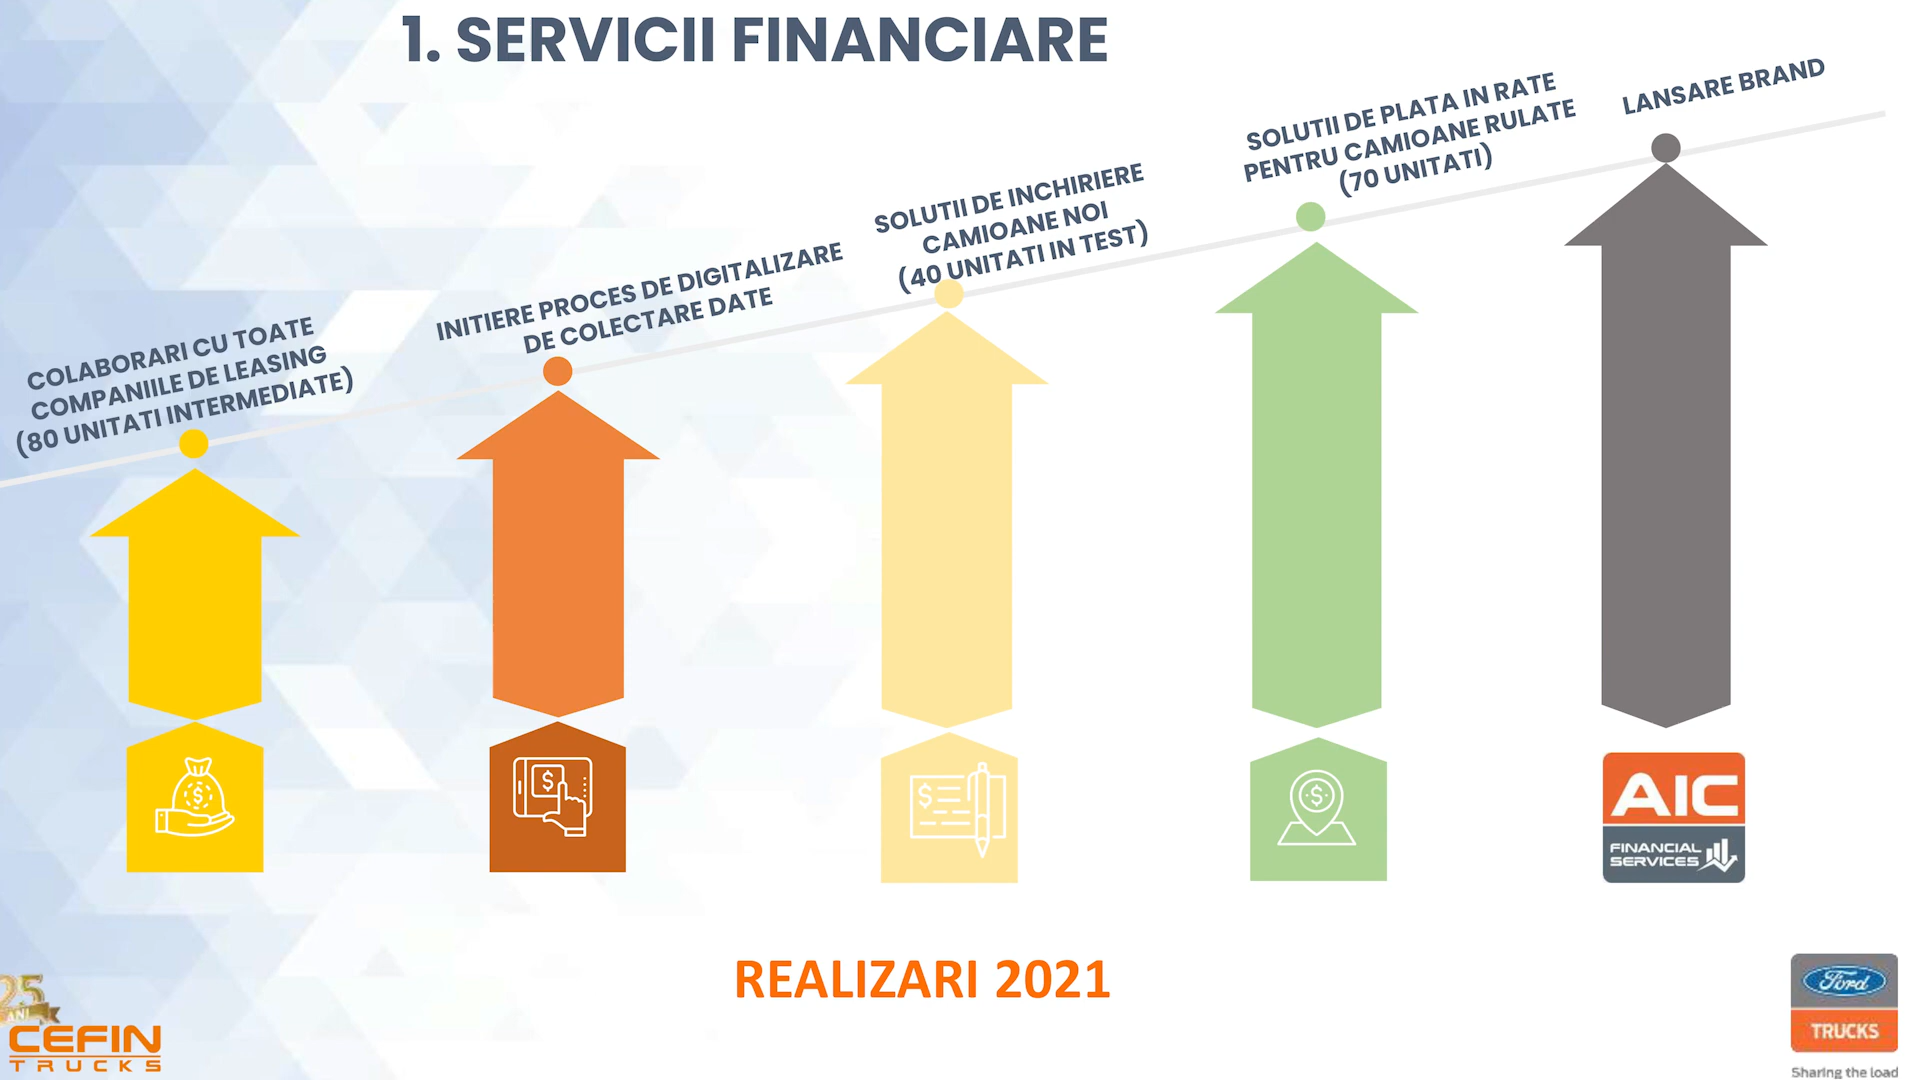 1. SERVICII FINANCIARE
COLABORARI CU TOATE
COMPANIILE DE LEASING
(80 UNITATI INTERMEDIATE)
INITIERE PROCES DE DIGITALIZARE
DE COLECTARE DATE
SOLUTII DE INCHIRIERE
CAMIOANE NOI
(40 UNITATI IN TEST)
SOLUTII DE PLATA IN RATE
PENTRU CAMIOANE RULATE
(70 UNITATI)
LANSARE BRAND
$
$
$
$
AIC
FINANCIAR
SERVICES
REALIZARI 2021
25
ANI
CEFIN
TRUCKS
Ford
TRUCKS
Sharing the load